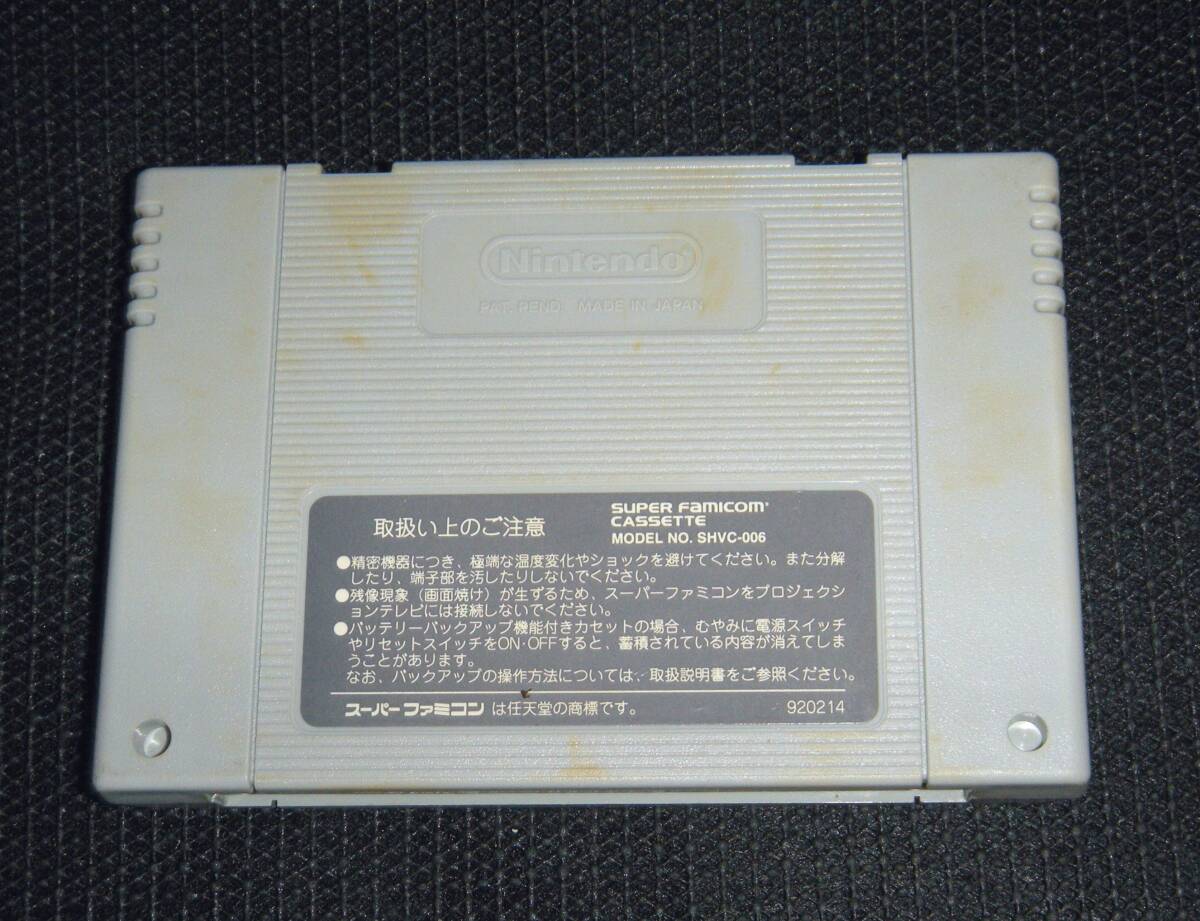 Nintendo
PAT. PEND MADE IN JAPAN
取扱い上のご注意
SUPER FAMICOM
CASSETTE
MODEL NO. SHVC-006
●精密機器につき、極端な温度変化やショックを避けてください。また分解
したり、端子部を汚したりしないでください。
●残像現象（画面焼け）が生ずるため、スーパーファミコンをプロジェクシ
ョンテレビには接続しないでください。
●バッテリーバックアップ機能付きカセットの場合、むやみに電源スイッチ
やリセットスイッチをON・OFFすると、蓄積されている内容が消えてしま
うことがあります。
なお、バックアップの操作方法については、取扱説明書をご参照ください。
スーパーファミコン は任天堂の商標です。
920214